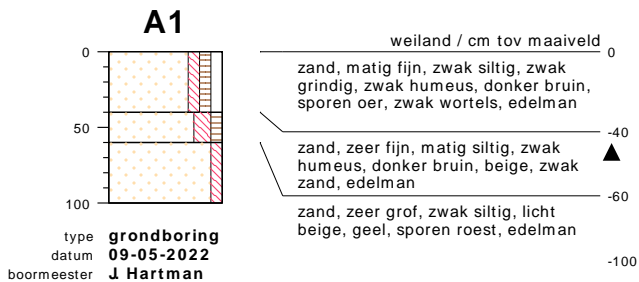 A1
weiland / cm tov maaiveld
0
0
zand, matig fijn, zwak siltig, zwak
grindig, zwak humeus, donker bruin,
sporen oer, zwak wortels, edelman
50
-40
zand, zeer fijn, matig siltig, zwak
humeus, donker bruin, beige, zwak
zand, edelman
-60
100
zand, zeer grof, zwak siltig, licht
beige, geel, sporen roest, edelman
-100
type grondboring
datum 09-05-2022
boormeester J. Hartman